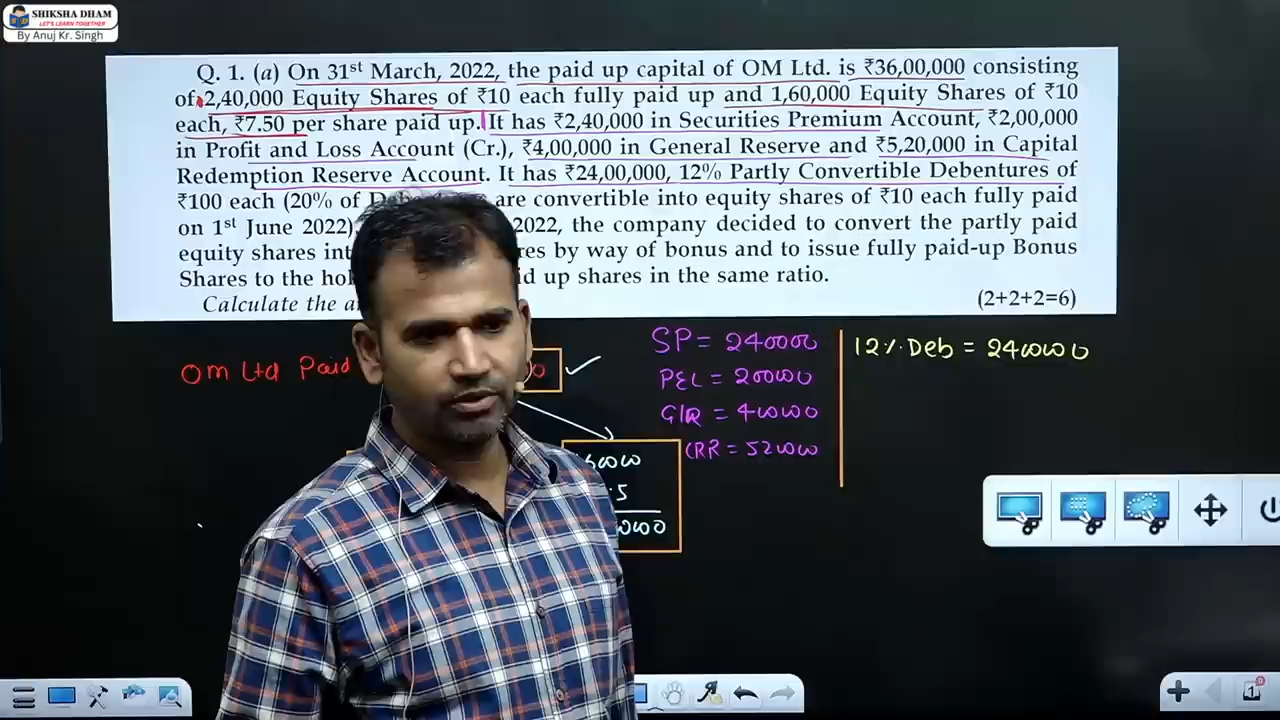 SHIKSHA DHAM
LET'S LEARN TOGETHER
By Anuj Kr. Singh
Q. 1. (a) On 31st March, 2022, the paid up capital of OM Ltd. is ₹36,00,000 consisting
of 2,40,000 Equity Shares of ₹10 each fully paid up and 1,60,000 Equity Shares of ₹10
each, ₹7.50 per share paid up. It has ₹2,40,000 in Securities Premium Account, ₹2,00,000
in Profit and Loss Account (Cr.), ₹4,00,000 in General Reserve and ₹5,20,000 in Capital
Redemption Reserve Account. It has ₹24,00,000, 12% Partly Convertible Debentures of
₹100 each (20% of are convertible into equity shares of ₹10 each fully paid
on 1st June 2022) 2022, the company decided to convert the partly paid
equity shares by way of bonus and to issue fully paid-up Bonus
Shares to the up shares in the same ratio.
Calculate the (2+2+2=6)
Om Ltd Paid
SP = 240000
P&L = 200000
G/R = 400000
CRR = 520000
12% Deb = 2400000